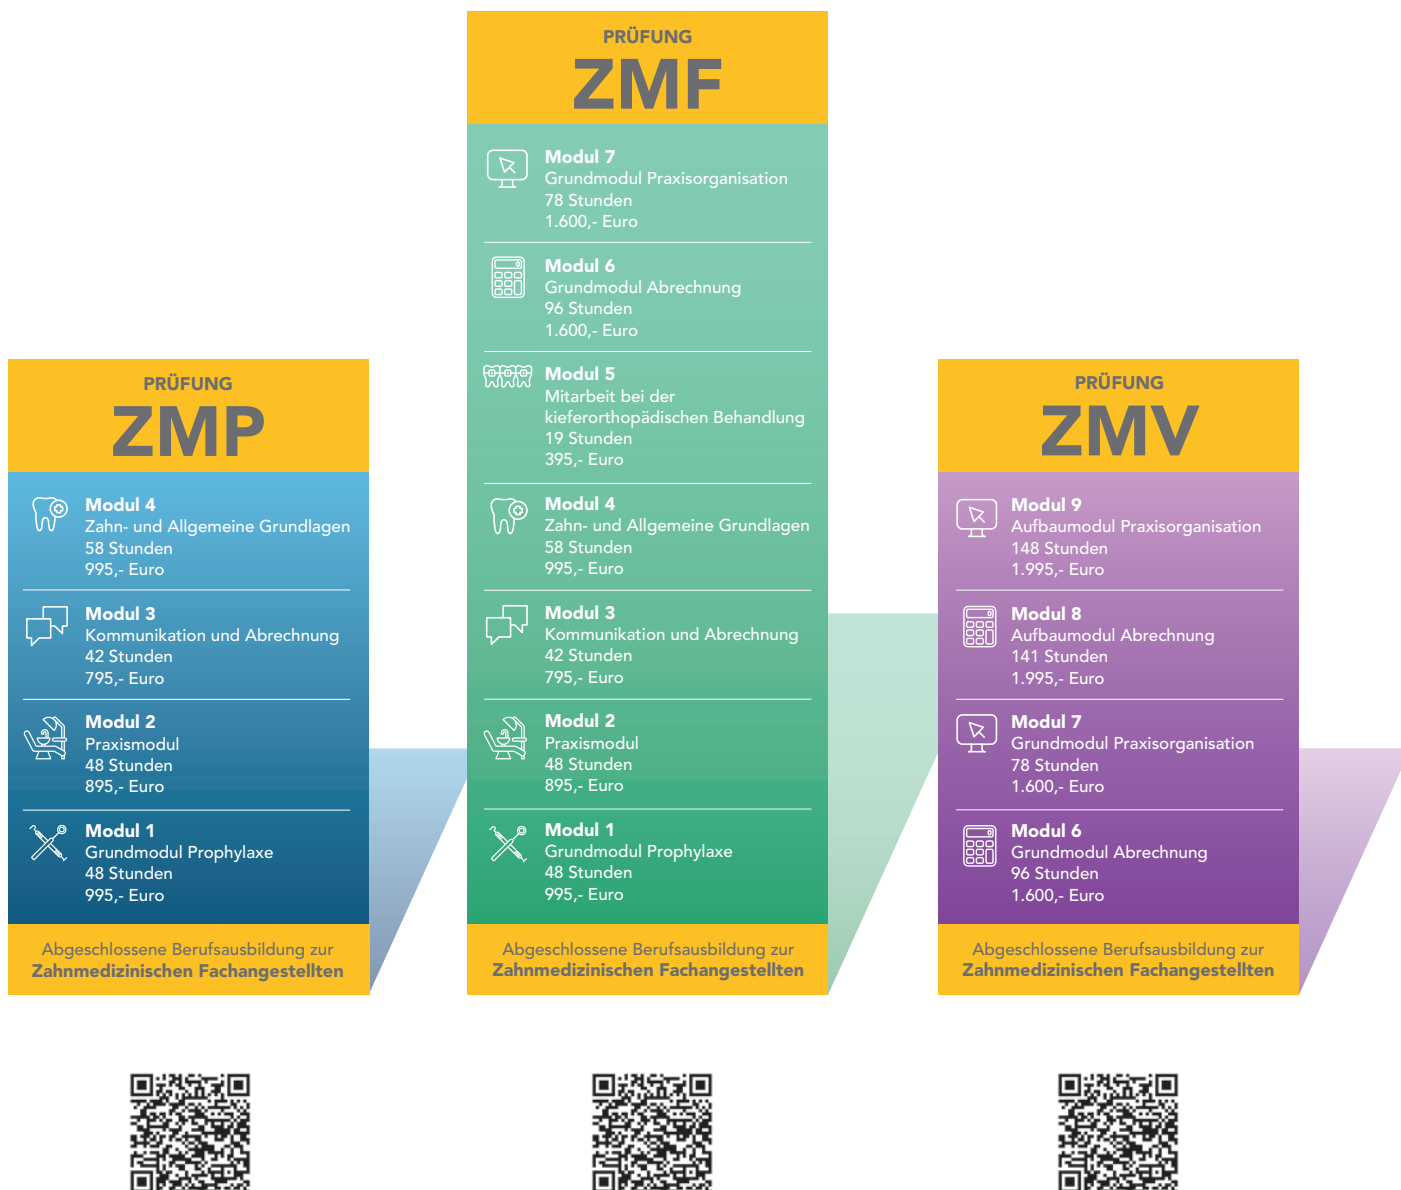 PRÜFUNG
ZMP
Modul 4
Zahn- und Allgemeine Grundlagen
58 Stunden
995,- Euro
Modul 3
Kommunikation und Abrechnung
42 Stunden
795,- Euro
Modul 2
Praxismodul
48 Stunden
895,- Euro
Modul 1
Grundmodul Prophylaxe
48 Stunden
995,- Euro
Abgeschlossene Berufsausbildung zur
Zahnmedizinischen Fachangestellten
PRÜFUNG
ZMF
Modul 7
Grundmodul Praxisorganisation
78 Stunden
1.600,- Euro
Modul 6
Grundmodul Abrechnung
96 Stunden
1.600,- Euro
Modul 5
Mitarbeit bei der
kieferorthopädischen Behandlung
19 Stunden
395,- Euro
Modul 4
Zahn- und Allgemeine Grundlagen
58 Stunden
995,- Euro
Modul 3
Kommunikation und Abrechnung
42 Stunden
795,- Euro
Modul 2
Praxismodul
48 Stunden
895,- Euro
Modul 1
Grundmodul Prophylaxe
48 Stunden
995,- Euro
Abgeschlossene Berufsausbildung zur
Zahnmedizinischen Fachangestellten
PRÜFUNG
ZMV
Modul 9
Aufbaumodul Praxisorganisation
148 Stunden
1.995,- Euro
Modul 8
Aufbaumodul Abrechnung
141 Stunden
1.995,- Euro
Modul 7
Grundmodul Praxisorganisation
78 Stunden
1.600,- Euro
Modul 6
Grundmodul Abrechnung
96 Stunden
1.600,- Euro
Abgeschlossene Berufsausbildung zur
Zahnmedizinischen Fachangestellten